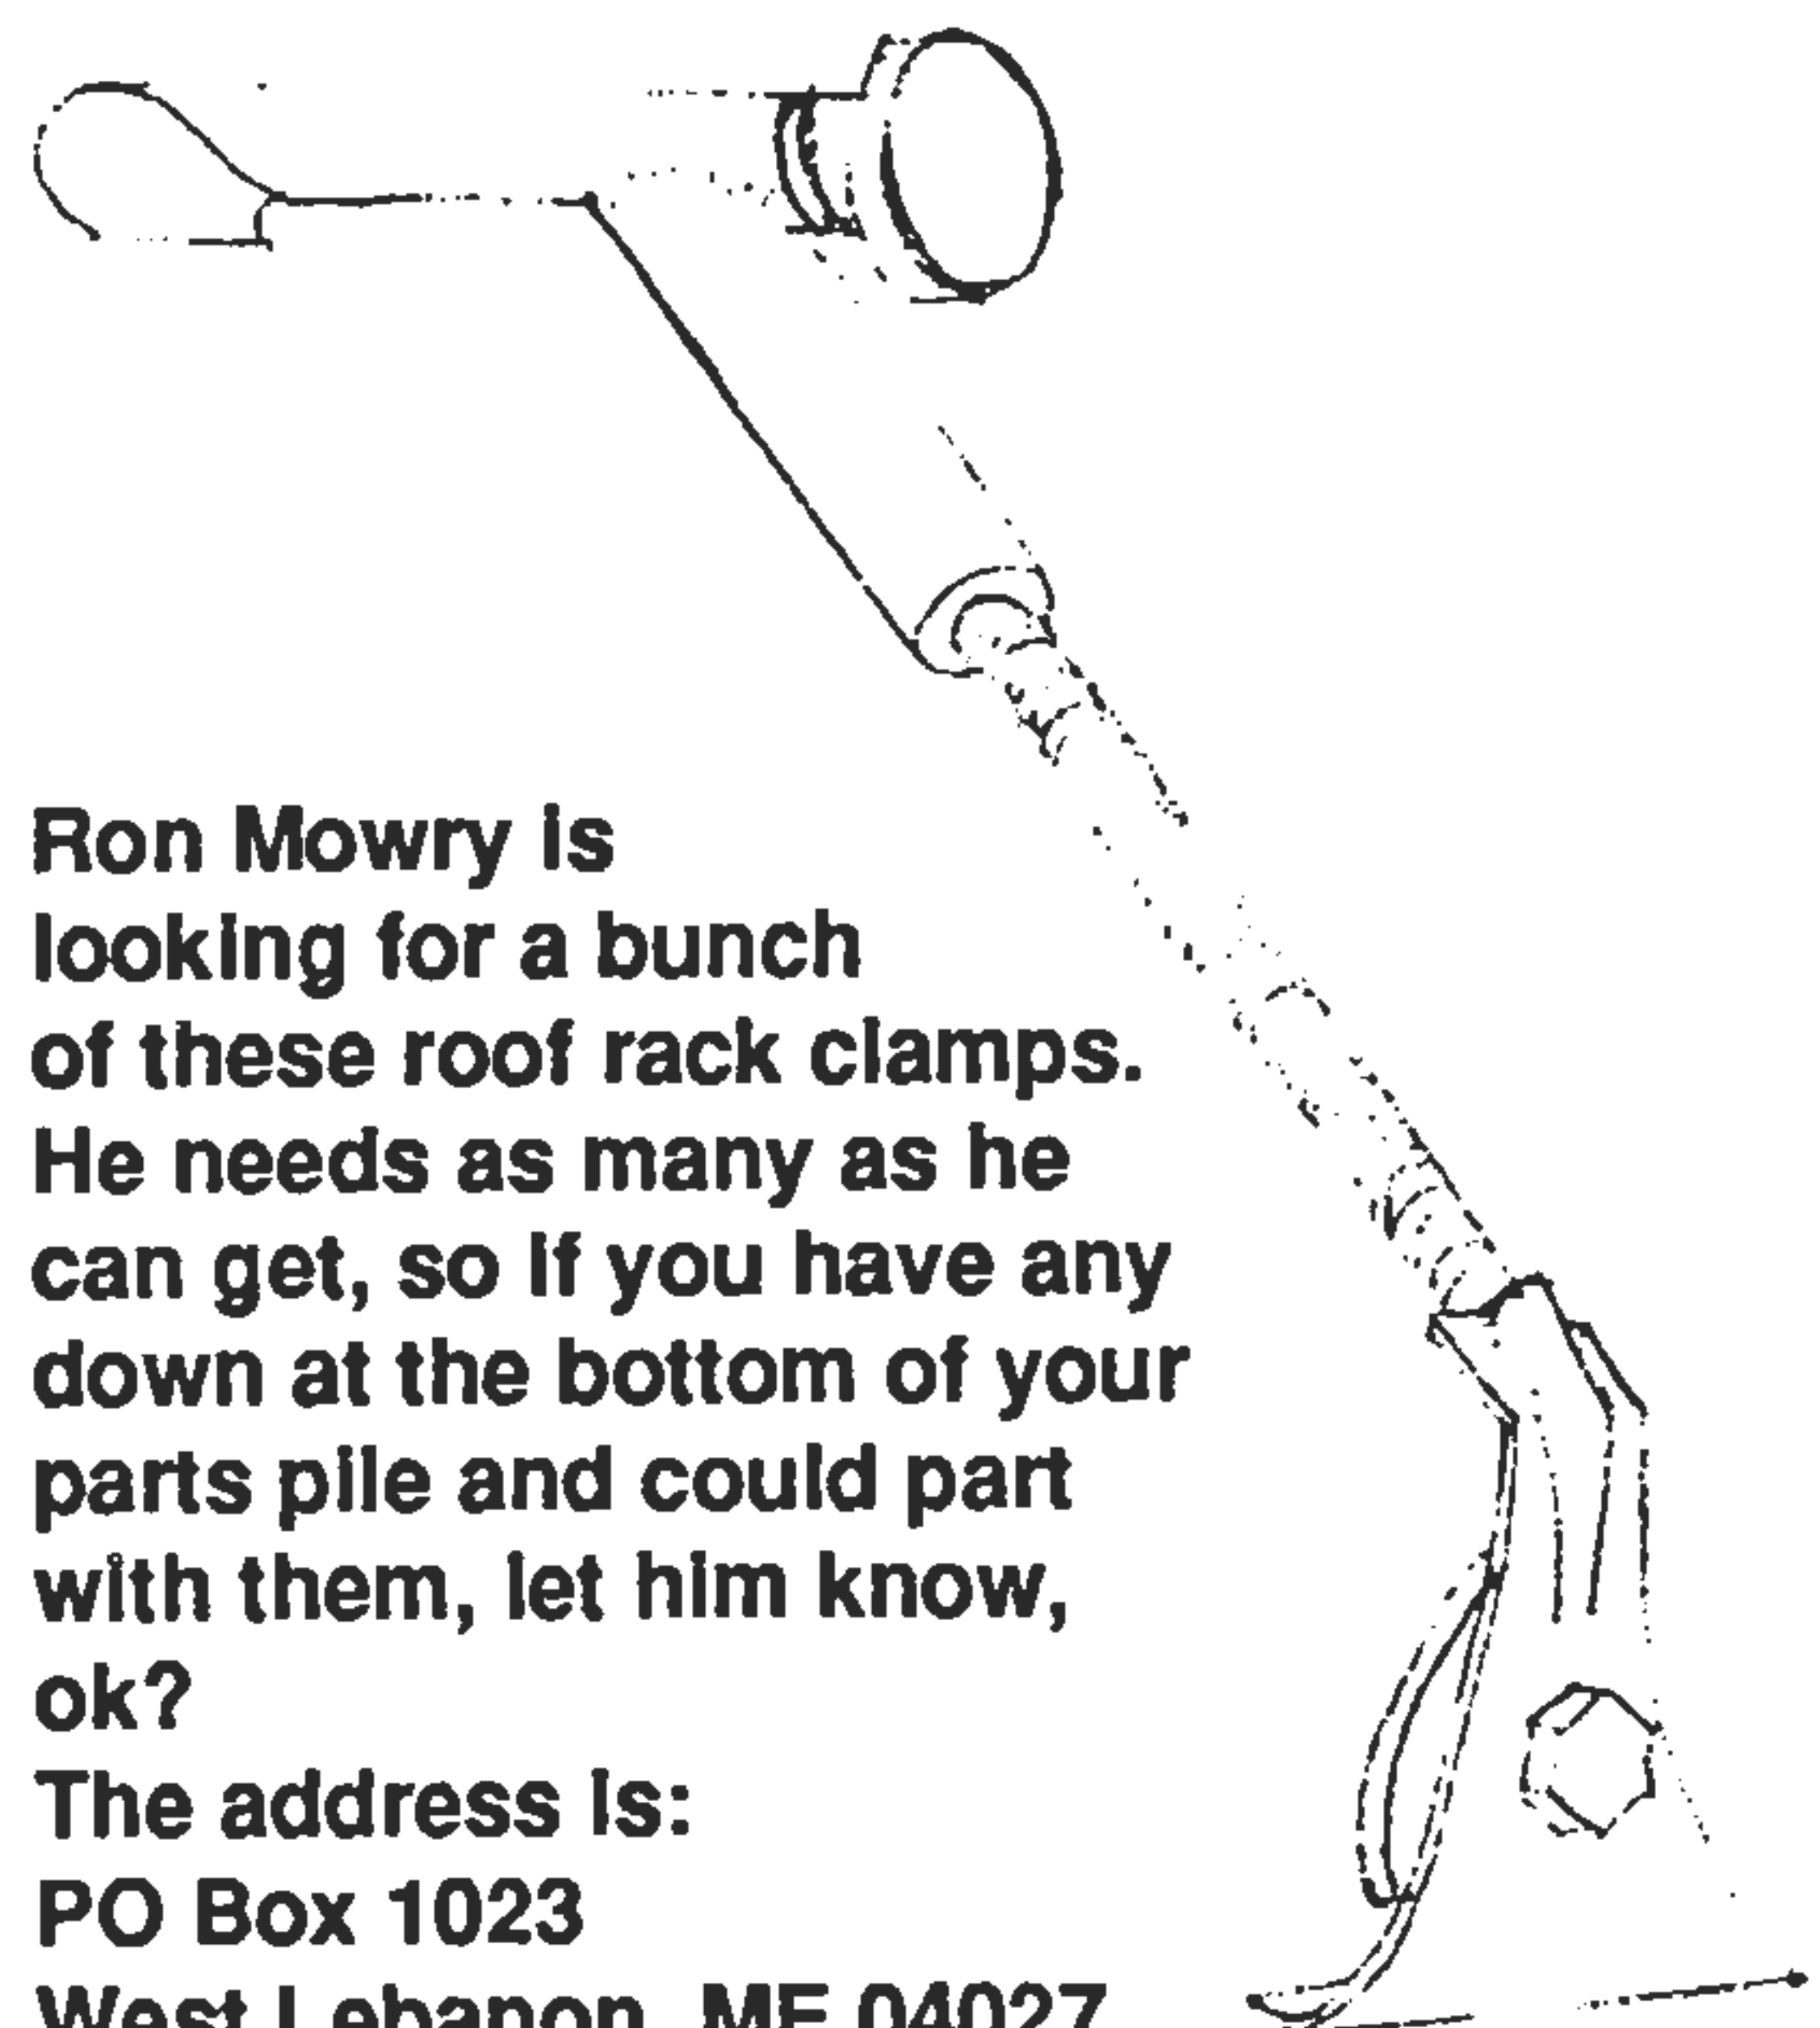 Ron Mowry is
looking for a bunch
of these roof rack clamps.
He needs as many as he
can get, so if you have any
down at the bottom of your
parts pile and could part
with them, let him know,
ok?
The address is:
PO Box 1023
West Lebanon, ME 04027